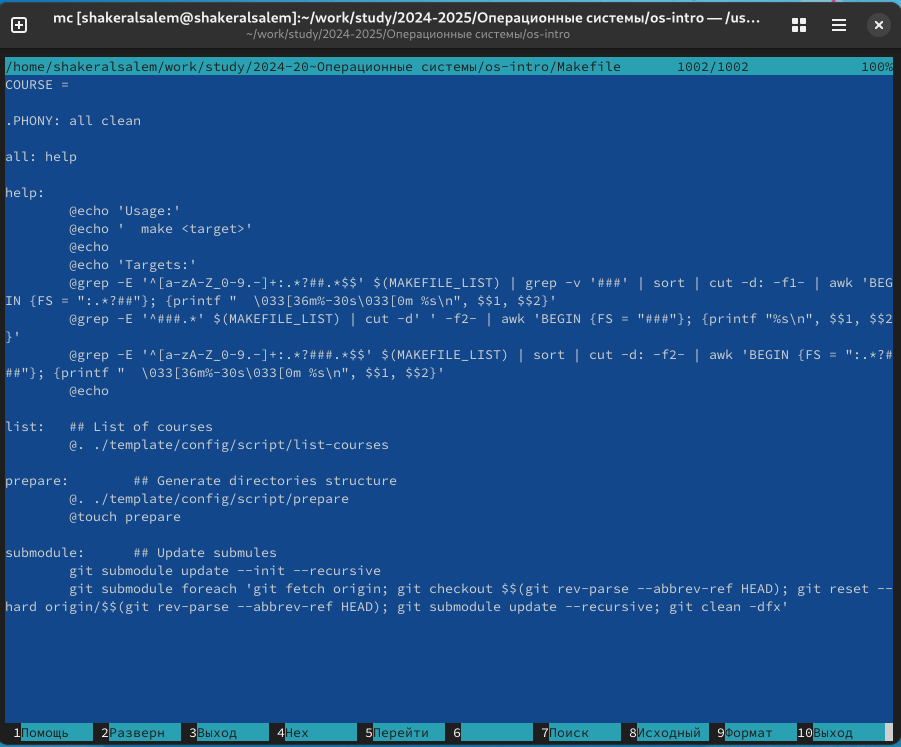 mc [shakeralsalem@shakeralsalem]:~/work/study/2024-2025/Операционные системы/os-intro — /us…
~/work/study/2024-2025/Операционные системы/os-intro
/home/shakeralsalem/work/study/2024-20~Операционные системы/os-intro/Makefile 1002/1002 100%
COURSE =
.PHONY: all clean
all: help
help:
@echo 'Usage:'
@echo '  make <target>'
@echo
@echo 'Targets:'
@grep -E '^[a-zA-Z_0-9.-]+:.*?##.*$$' $(MAKEFILE_LIST) | grep -v '###' | sort | cut -d: -f1- | awk 'BEG
IN {FS = ":.*?##"}; {printf "  \033[36m%-30s\033[0m %s\n", $$1, $$2}'
@grep -E '^###.*' $(MAKEFILE_LIST) | cut -d' ' -f2- | awk 'BEGIN {FS = "###"}; {printf "%s\n", $$1, $$2
}'
@grep -E '^[a-zA-Z_0-9.-]+:.*?###.*$$' $(MAKEFILE_LIST) | sort | cut -d: -f2- | awk 'BEGIN {FS = ":.*?#
##"}; {printf "  \033[36m%-30s\033[0m %s\n", $$1, $$2}'
@echo
list:   ## List of courses
@. ./template/config/script/list-courses
prepare:        ## Generate directories structure
@. ./template/config/script/prepare
@touch prepare
submodule:      ## Update submules
git submodule update --init --recursive
git submodule foreach 'git fetch origin; git checkout $$(git rev-parse --abbrev-ref HEAD); git reset --
hard origin/$$(git rev-parse --abbrev-ref HEAD); git submodule update --recursive; git clean -dfx'
1Помощь 2Разверн 3Выход 4Hex 5Перейти 6 7Поиск 8Исходный 9Формат 10Выход